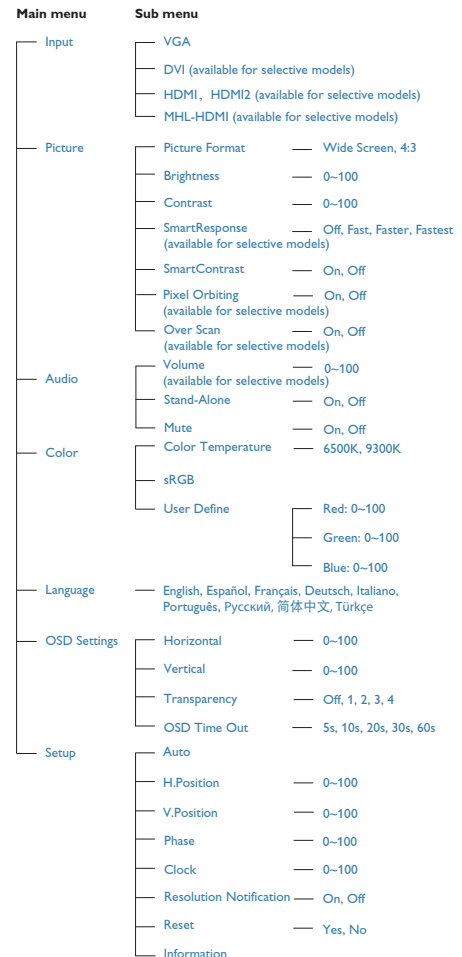 Main menu Sub menu
Input VGA
DVI (available for selective models)
HDMI，HDMI2 (available for selective models)
MHL-HDMI (available for selective models)
Picture Picture Format Wide Screen, 4:3
Brightness 0~100
Contrast 0~100
SmartResponse Off, Fast, Faster, Fastest
(available for selective models)
SmartContrast On, Off
Pixel Orbiting On, Off
(available for selective models)
Over Scan On, Off
(available for selective models)
Audio Volume 0~100
(available for selective models)
Stand-Alone On, Off
Mute On, Off
Color Color Temperature 6500K, 9300K
sRGB
User Define Red: 0~100
Green: 0~100
Blue: 0~100
Language English, Español, Français, Deutsch, Italiano,
Português, Русский, 简体中文, Türkçe
OSD Settings Horizontal 0~100
Vertical 0~100
Transparency Off, 1, 2, 3, 4
OSD Time Out 5s, 10s, 20s, 30s, 60s
Setup Auto
H.Position 0~100
V.Position 0~100
Phase 0~100
Clock 0~100
Resolution Notification On, Off
Reset Yes, No
Information